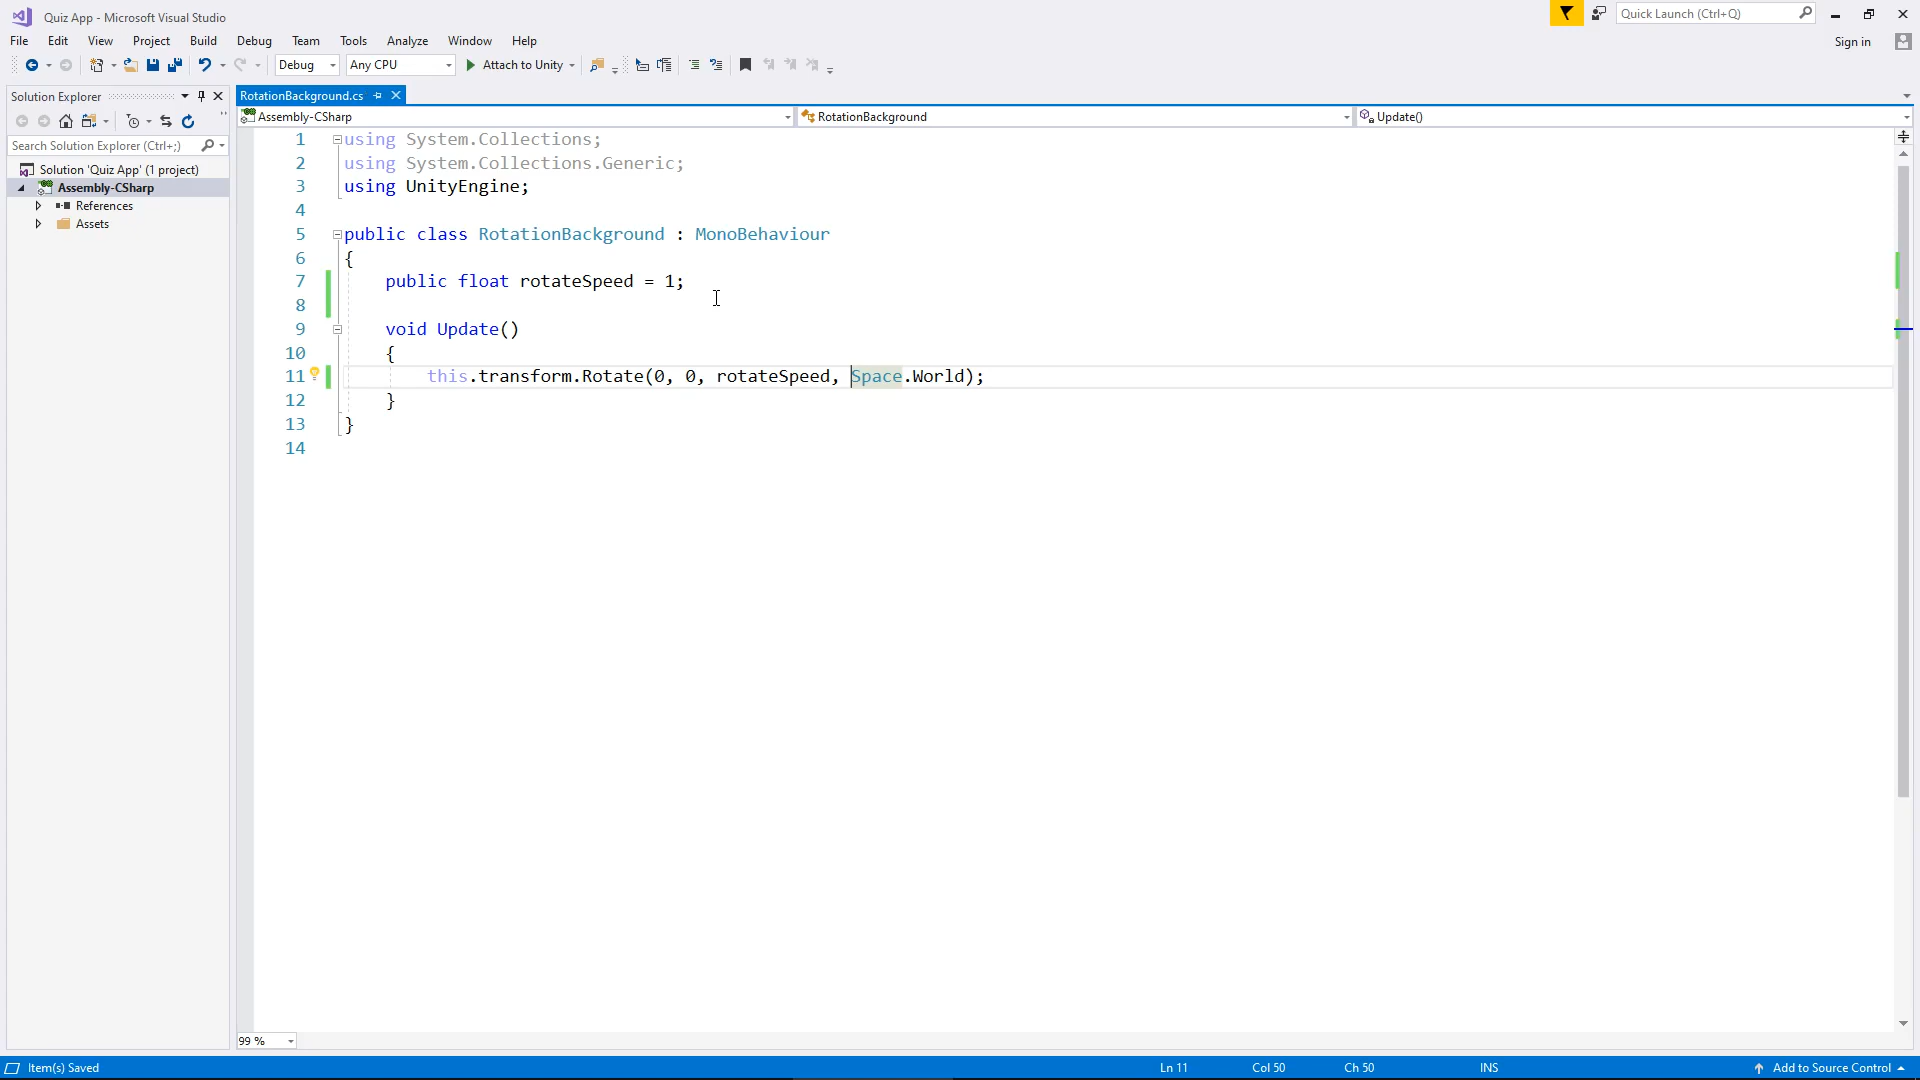 Quiz App - Microsoft Visual Studio
Quick Launch (Ctrl+Q)
File Edit View Project Build Debug Team Tools Analyze Window Help
Sign in
Debug Any CPU Attach to Unity
Solution Explorer
RotationBackground.cs
Assembly-CSharp RotationBackground Update()
Search Solution Explorer (Ctrl+;)
Solution 'Quiz App' (1 project)
Assembly-CSharp
References
Assets
1 using System.Collections;
2 using System.Collections.Generic;
3 using UnityEngine;
4
5 public class RotationBackground : MonoBehaviour
6 {
7 public float rotateSpeed = 1;
8
9 void Update()
10 {
11 this.transform.Rotate(0, 0, rotateSpeed, Space.World);
12 }
13 }
14
99 %
Item(s) Saved Ln 11 Col 50 Ch 50 INS Add to Source Control